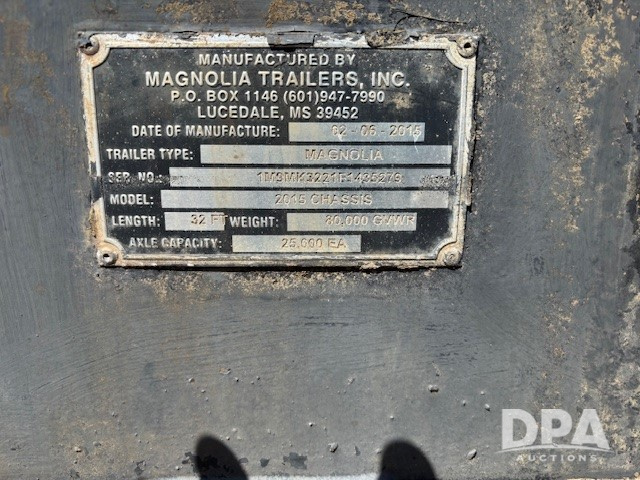 MANUFACTURED BY
MAGNOLIA TRAILERS, INC.
P.O. BOX 1146 (601)947-7990
LUCEDALE, MS 39452
DATE OF MANUFACTURE: 02-06-2015
TRAILER TYPE: MAGNOLIA
SER. NO.: 1M9MK3221F1435279
MODEL: 2015 CHASSIS
LENGTH: 32 FT WEIGHT: 80,000 GVWR
AXLE CAPACITY: 25,000 EA
DPA
AUCTIONS